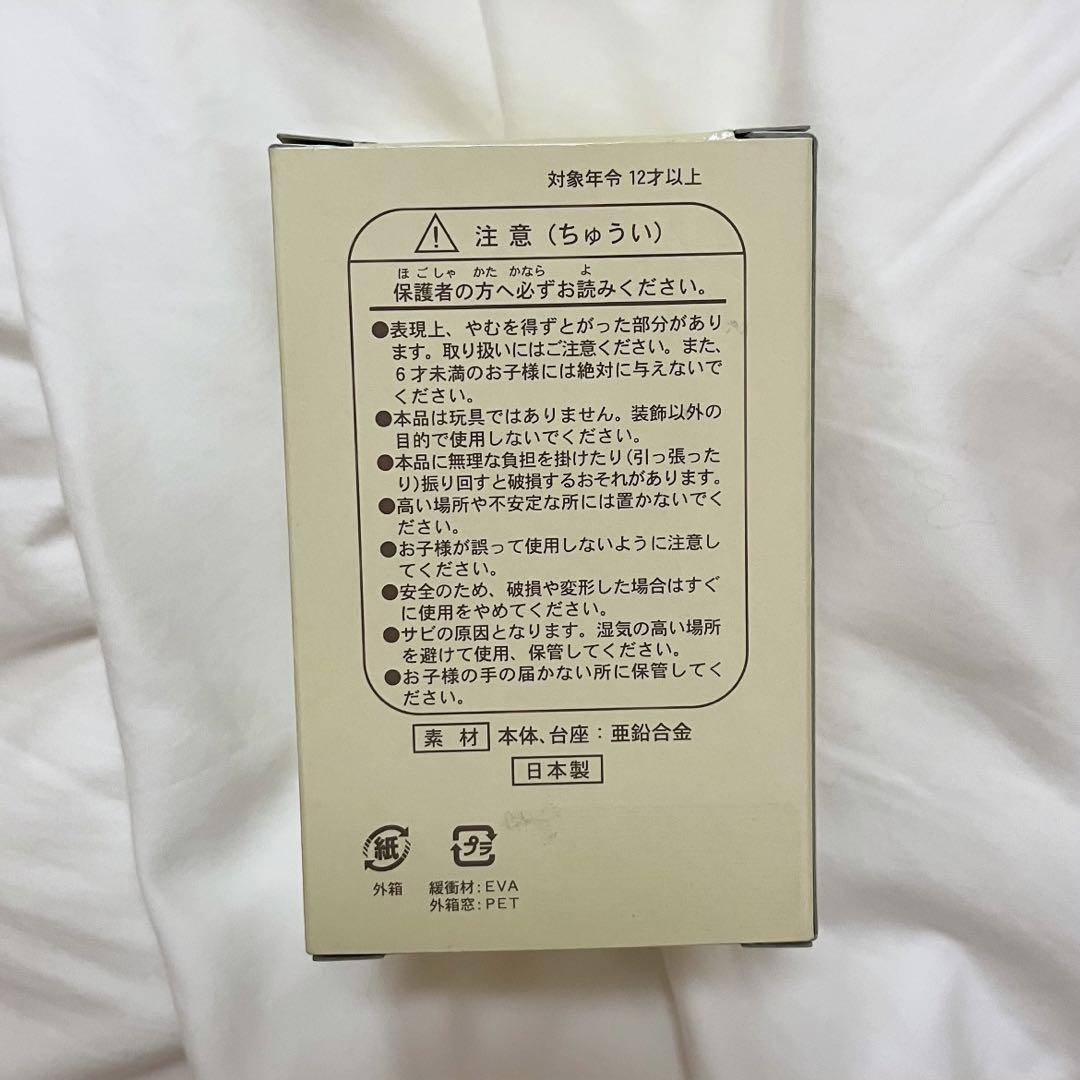 対象年令 12才以上
注意(ちゅうい)
ほごしゃ かた かなら よ
保護者の方へ必ずお読みください。
●表現上、やむを得ずとがった部分があり
ます。取り扱いにはご注意ください。また、
6才未満のお子様には絶対に与えないで
ください。
●本品は玩具ではありません。装飾以外の
目的で使用しないでください。
●本品に無理な負担を掛けたり(引っ張った
り)振り回すと破損するおそれがあります。
●高い場所や不安定な所には置かないでく
ださい。
●お子様が誤って使用しないように注意し
てください。
●安全のため、破損や変形した場合はすぐ
に使用をやめてください。
●サビの原因となります。湿気の高い場所
を避けて使用、保管してください。
●お子様の手の届かない所に保管してく
ださい。
素材 本体、台座：亜鉛合金
日本製
紙 プラ
外箱 緩衝材：EVA
外箱窓：PET